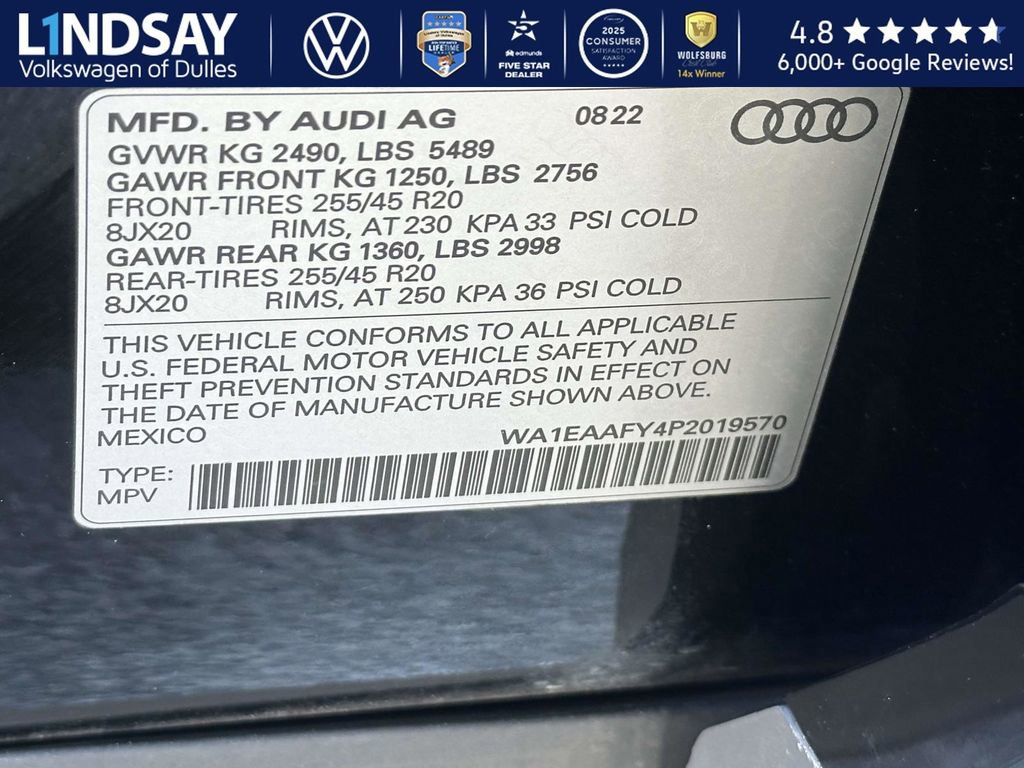 L1NDSAY
Volkswagen of Dulles
LIFETIME
edmunds
FIVE STAR
DEALER
2025
CONSUMER
SATISFACTION
AWARD
WOLFSBURG
14x Winner
4.8
6,000+ Google Reviews!
MFD. BY AUDI AG 08 22
GVWR KG 2490, LBS 5489
GAWR FRONT KG 1250, LBS 2756
FRONT-TIRES 255/45 R20
8JX20 RIMS, AT 230 KPA 33 PSI COLD
GAWR REAR KG 1360, LBS 2998
REAR-TIRES 255/45 R20
8JX20 RIMS, AT 250 KPA 36 PSI COLD
THIS VEHICLE CONFORMS TO ALL APPLICABLE
U.S. FEDERAL MOTOR VEHICLE SAFETY AND
THEFT PREVENTION STANDARDS IN EFFECT ON
THE DATE OF MANUFACTURE SHOWN ABOVE.
MEXICO WA1EAAFY4P2019570
TYPE:
MPV